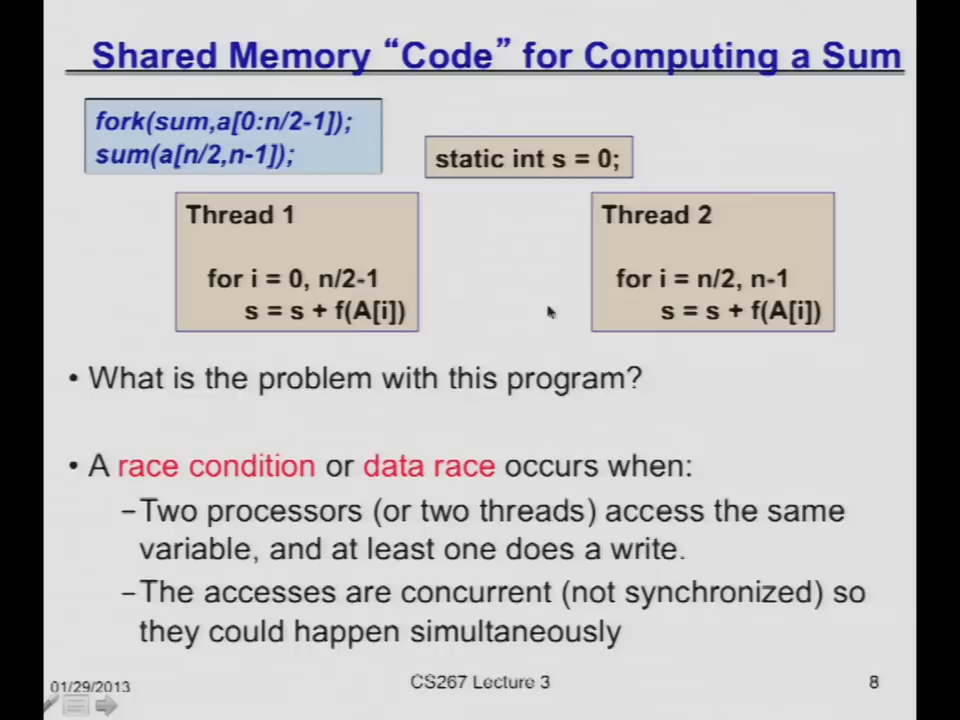 Shared Memory “Code” for Computing a Sum
fork(sum,a[0:n/2-1]);
sum(a[n/2,n-1]);
static int s = 0;
Thread 1
for i = 0, n/2-1
s = s + f(A[i])
Thread 2
for i = n/2, n-1
s = s + f(A[i])
• What is the problem with this program?
• A race condition or data race occurs when:
–Two processors (or two threads) access the same
variable, and at least one does a write.
–The accesses are concurrent (not synchronized) so
they could happen simultaneously
01/29/2013
CS267 Lecture 3
8